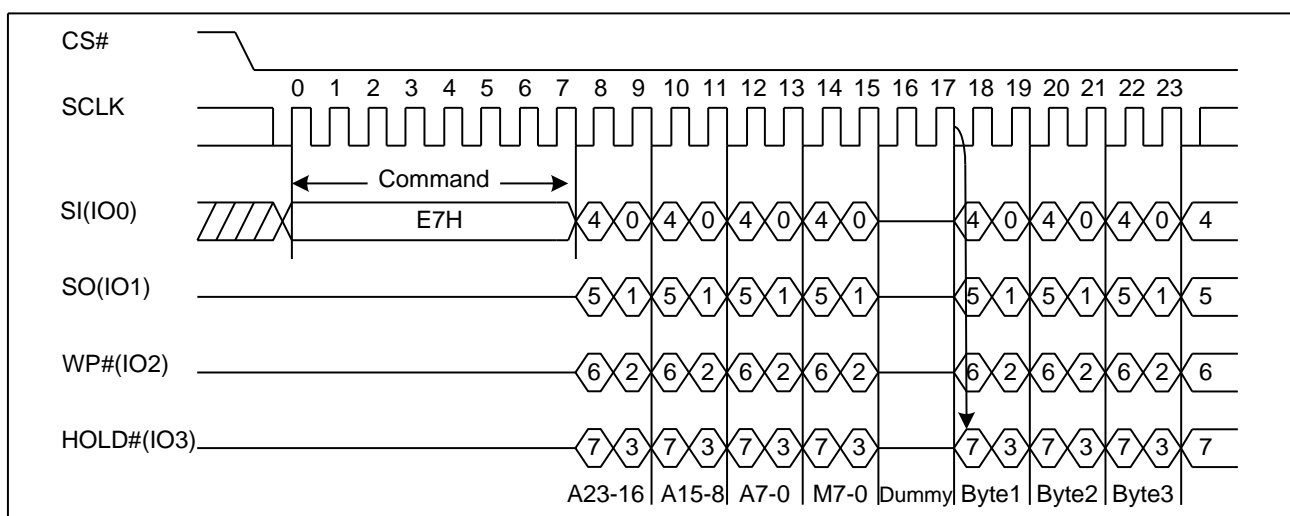 CS#
0 1 2 3 4 5 6 7 8 9 10 11 12 13 14 15 16 17 18 19 20 21 22 23
SCLK
Command
SI(IO0) E7H 4 0 4 0 4 0 4 0 4 0 4 0 4 0 4
SO(IO1) 5 1 5 1 5 1 5 1 5 1 5 1 5 1 5
WP#(IO2) 6 2 6 2 6 2 6 2 6 2 6 2 6 2 6
HOLD#(IO3) 7 3 7 3 7 3 7 3 7 3 7 3 7 3 7
A23-16 A15-8 A7-0 M7-0 Dummy Byte1 Byte2 Byte3